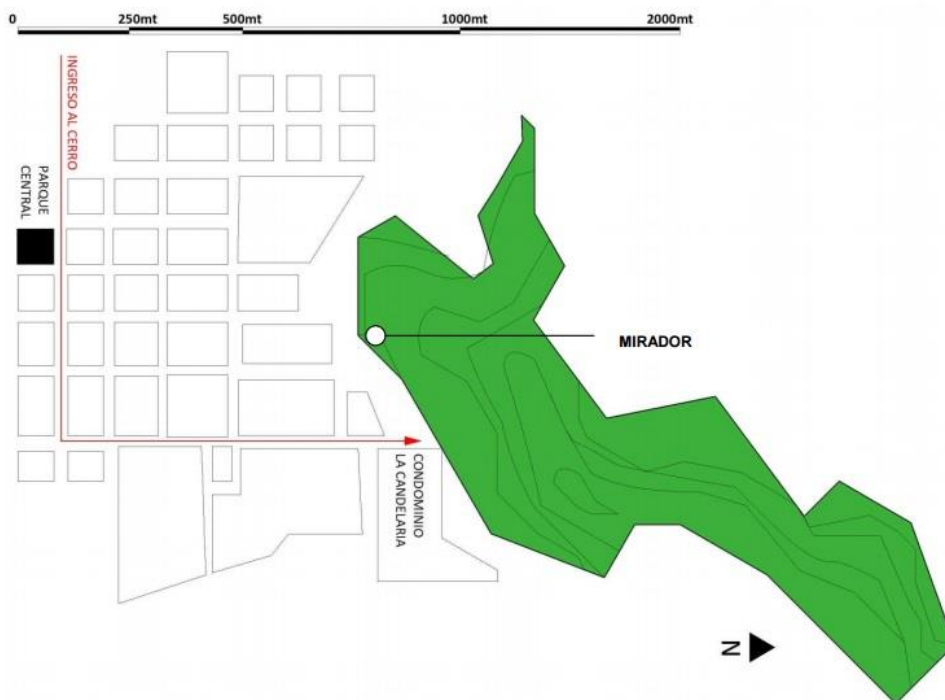 0 250mt 500mt 1000mt 2000mt
INGRESO AL CERRO
PARQUE
CENTRAL
MIRADOR
CONDOMINIO
LA CANDELARIA
N